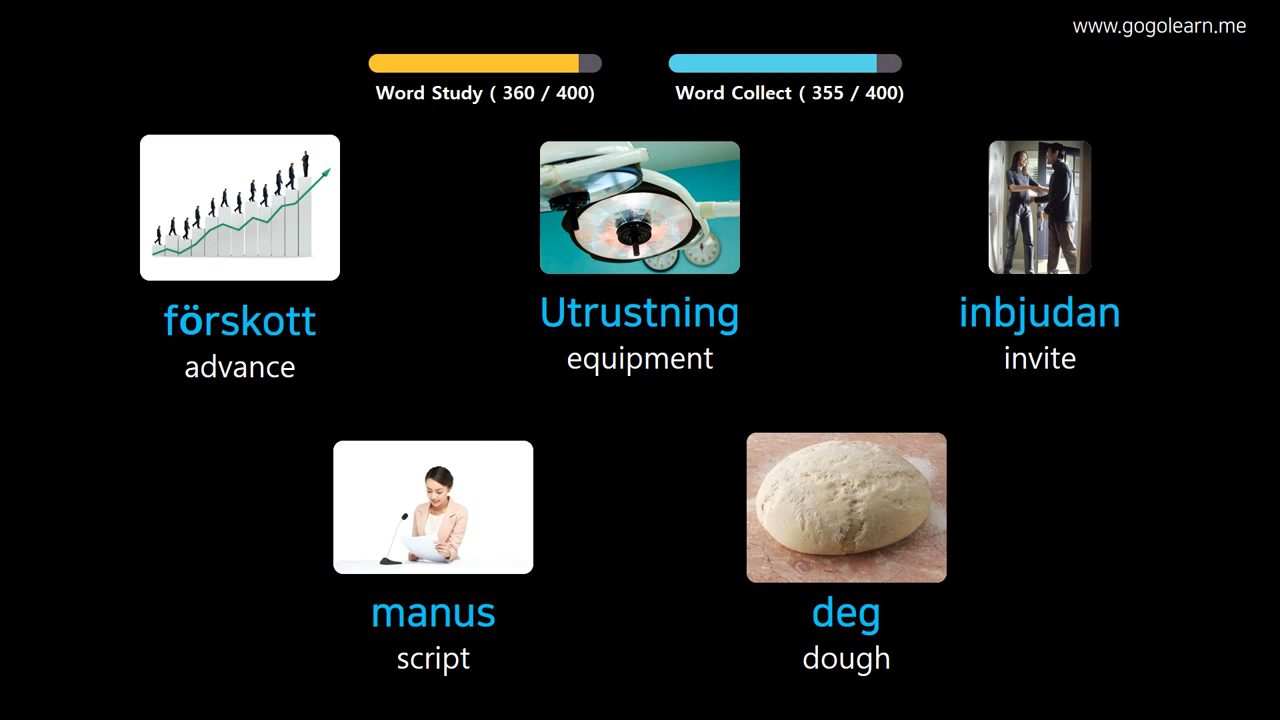 www.gogolearn.me
Word Study ( 360 / 400)
Word Collect ( 355 / 400)
förskott
advance
Utrustning
equipment
inbjudan
invite
manus
script
deg
dough